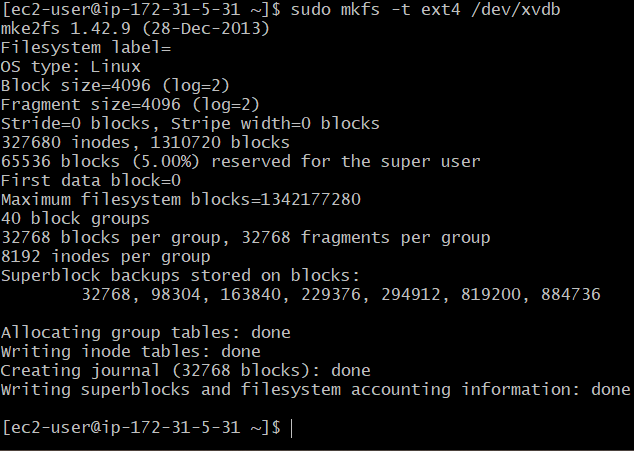 [ec2-user@ip-172-31-5-31 ~]$ sudo mkfs -t ext4 /dev/xvdb
mke2fs 1.42.9 (28-Dec-2013)
Filesystem label=
OS type: Linux
Block size=4096 (log=2)
Fragment size=4096 (log=2)
Stride=0 blocks, Stripe width=0 blocks
327680 inodes, 1310720 blocks
65536 blocks (5.00%) reserved for the super user
First data block=0
Maximum filesystem blocks=1342177280
40 block groups
32768 blocks per group, 32768 fragments per group
8192 inodes per group
Superblock backups stored on blocks:
        32768, 98304, 163840, 229376, 294912, 819200, 884736

Allocating group tables: done
Writing inode tables: done
Creating journal (32768 blocks): done
Writing superblocks and filesystem accounting information: done

[ec2-user@ip-172-31-5-31 ~]$